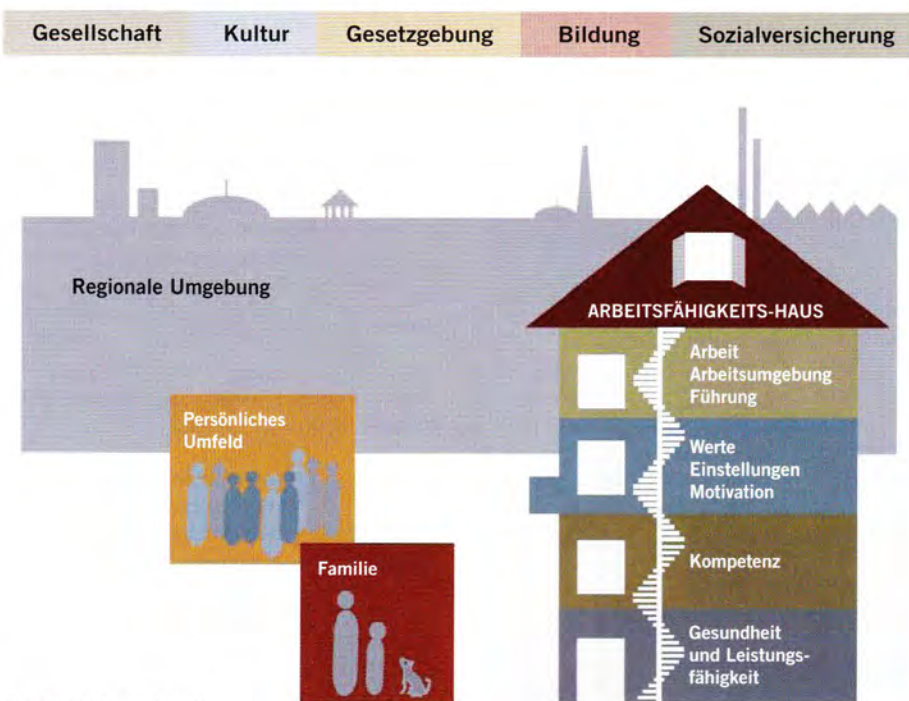 Gesellschaft Kultur Gesetzgebung Bildung Sozialversicherung
Regionale Umgebung
ARBEITSFÄHIGKEITS-HAUS
Arbeit
Arbeitsumgebung
Führung
Persönliches
Umfeld
Werte
Einstellungen
Motivation
Familie
Kompetenz
Gesundheit
und Leistungs-
fähigkeit